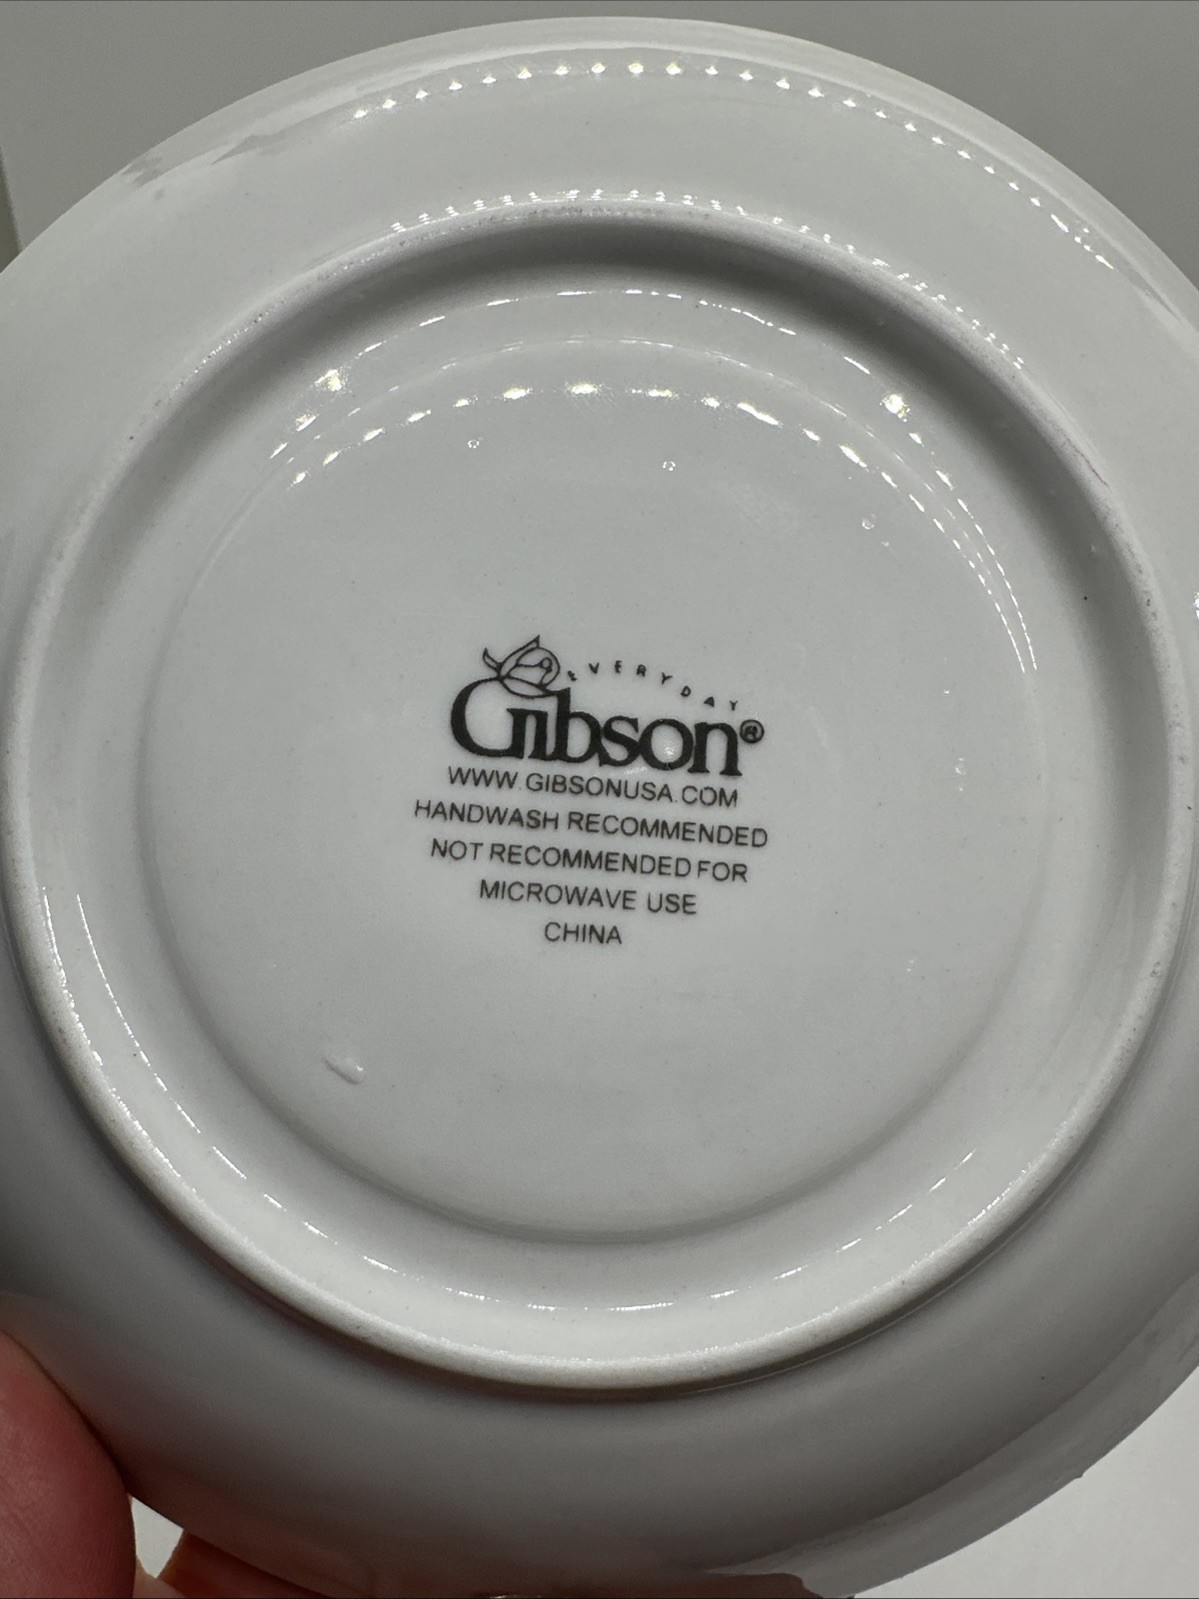 EVERYDAY
Gibson®
WWW.GIBSONUSA.COM
HANDWASH RECOMMENDED
NOT RECOMMENDED FOR
MICROWAVE USE
CHINA